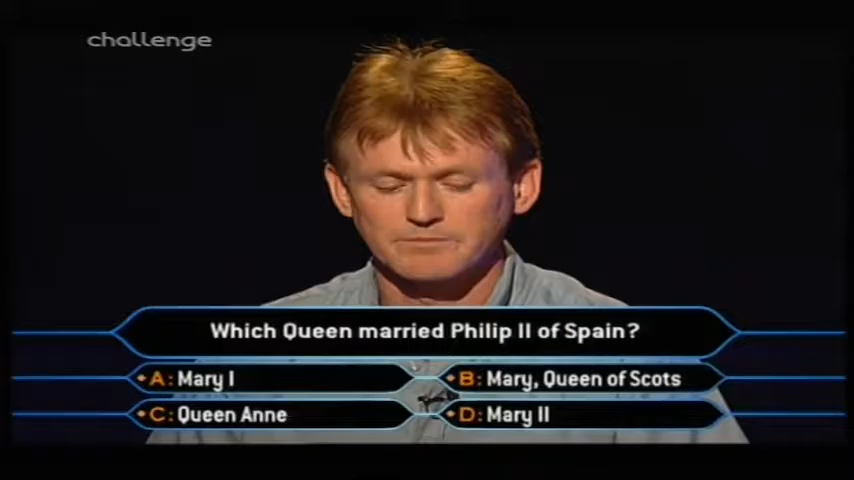 challenge
Which Queen married Philip II of Spain?
A: Mary I
B: Mary, Queen of Scots
C: Queen Anne
D: Mary II